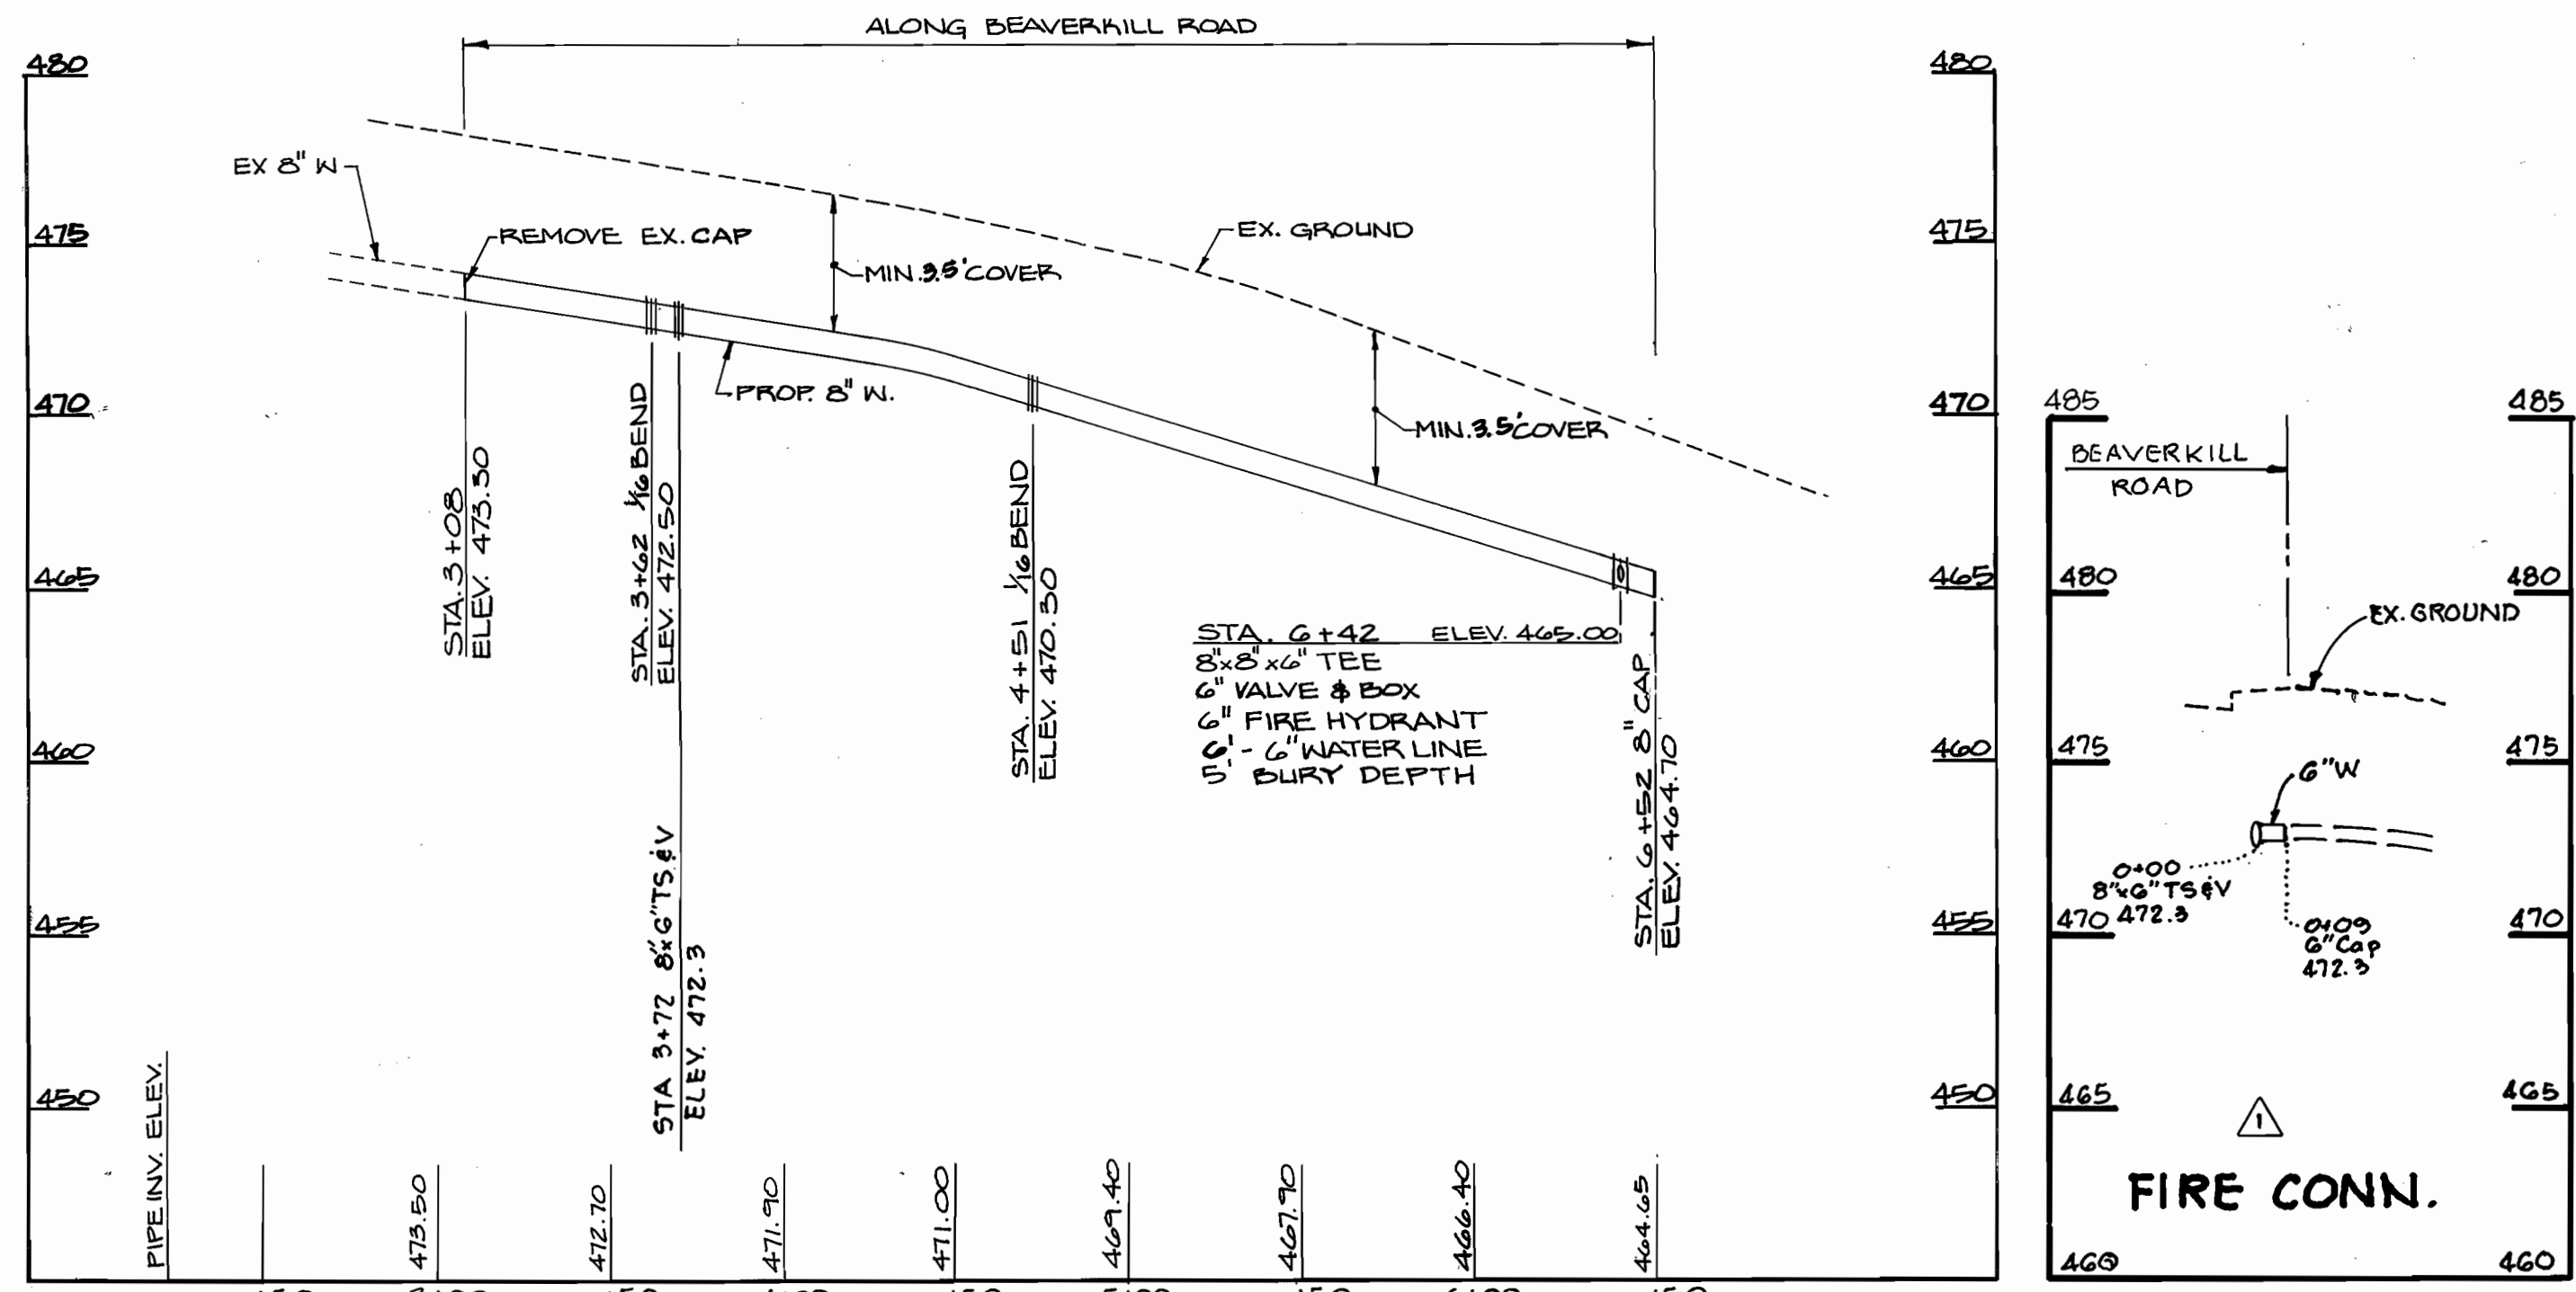 ALONG BEAVERKILL ROAD
480
475
470
465
460
455
450
480
475
470
465
460
455
450
EX 8" W
REMOVE EX. CAP
MIN. 3.5' COVER
EX. GROUND
PROP. 8" W.
MIN. 3.5' COVER
STA. 3+08
ELEV. 473.30
STA. 3+62 1/16 BEND
ELEV. 472.50
STA 3+72 8"x6" TS & V
ELEV. 472.3
STA. 4+51 1/16 BEND
ELEV. 470.30
STA. 6+42 ELEV. 465.00
8"x8"x6" TEE
6" VALVE & BOX
6" FIRE HYDRANT
6' - 6" WATER LINE
5' BURY DEPTH
STA. 6+52 8" CAP
ELEV. 464.70
PIPE INV. ELEV.
473.50
472.70
471.90
471.00
469.40
467.90
466.40
464.65
485
480
475
470
465
460
485
480
475
470
465
460
BEAVERKILL
ROAD
EX. GROUND
6" W
0+00
8"x6" TS & V
472.3
0+09
6" Cap
472.3
1
FIRE CONN.